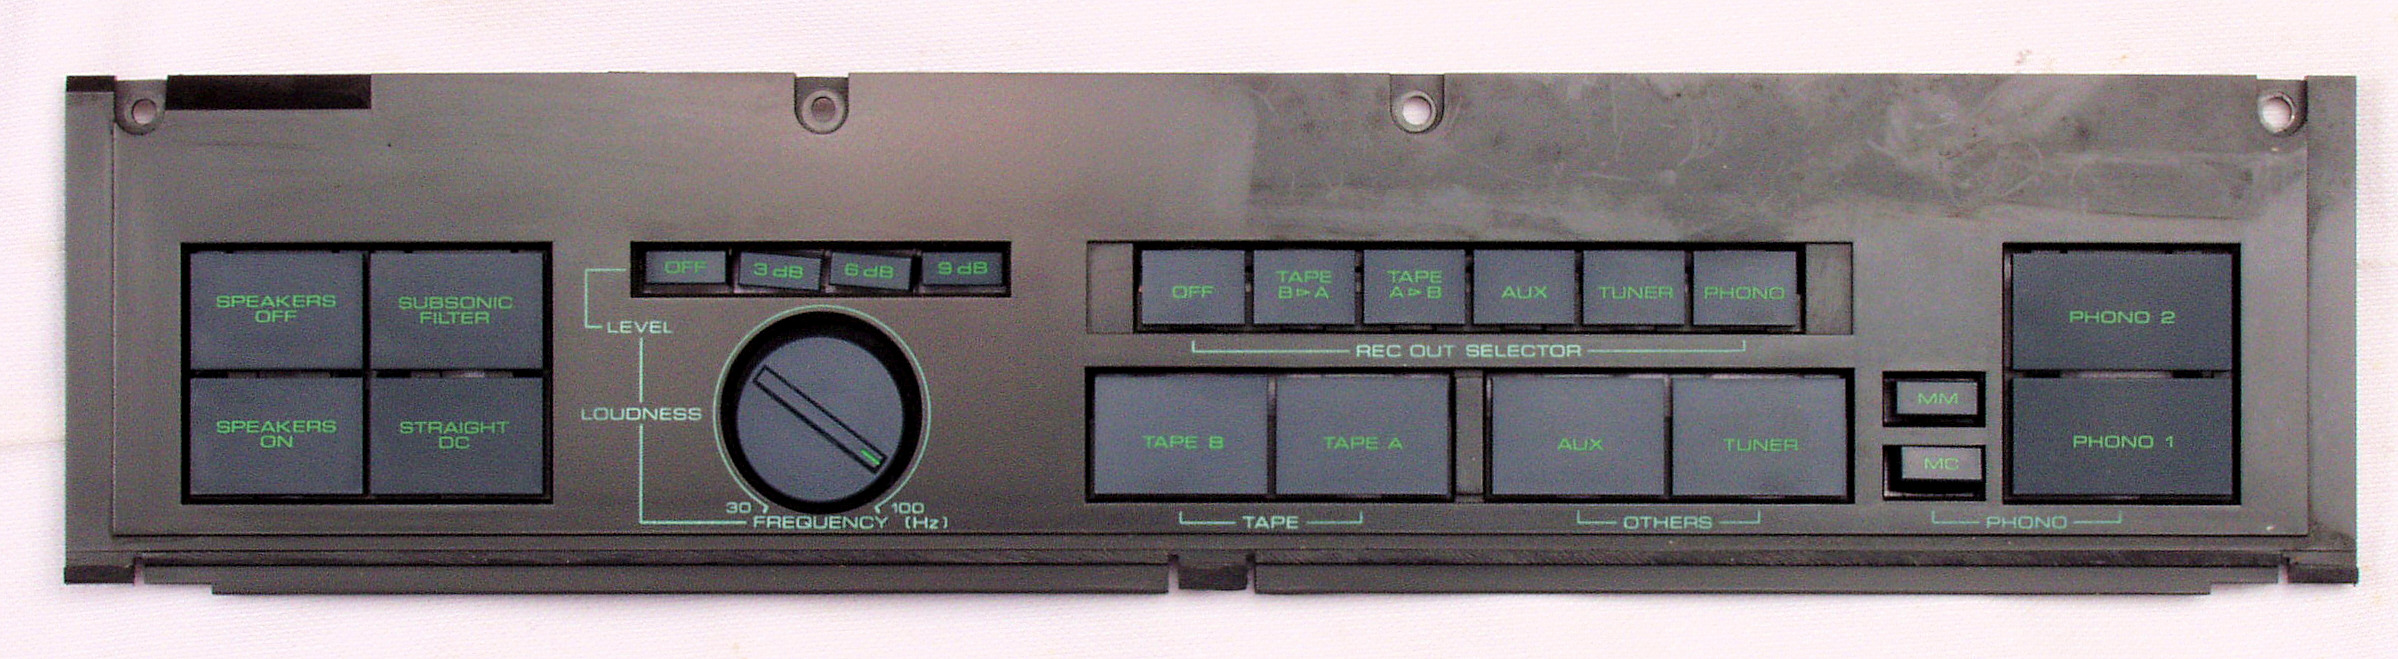 SPEAKERS
OFF
SUBSONIC
FILTER
SPEAKERS
ON
STRAIGHT
DC
OFF
3 dB
6 dB
9 dB
LEVEL
LOUDNESS
30
100
FREQUENCY (Hz)
OFF
TAPE
B▷A
TAPE
A▷B
AUX
TUNER
PHONO
REC OUT SELECTOR
TAPE B
TAPE A
AUX
TUNER
TAPE
OTHERS
MM
MC
PHONO 2
PHONO 1
PHONO